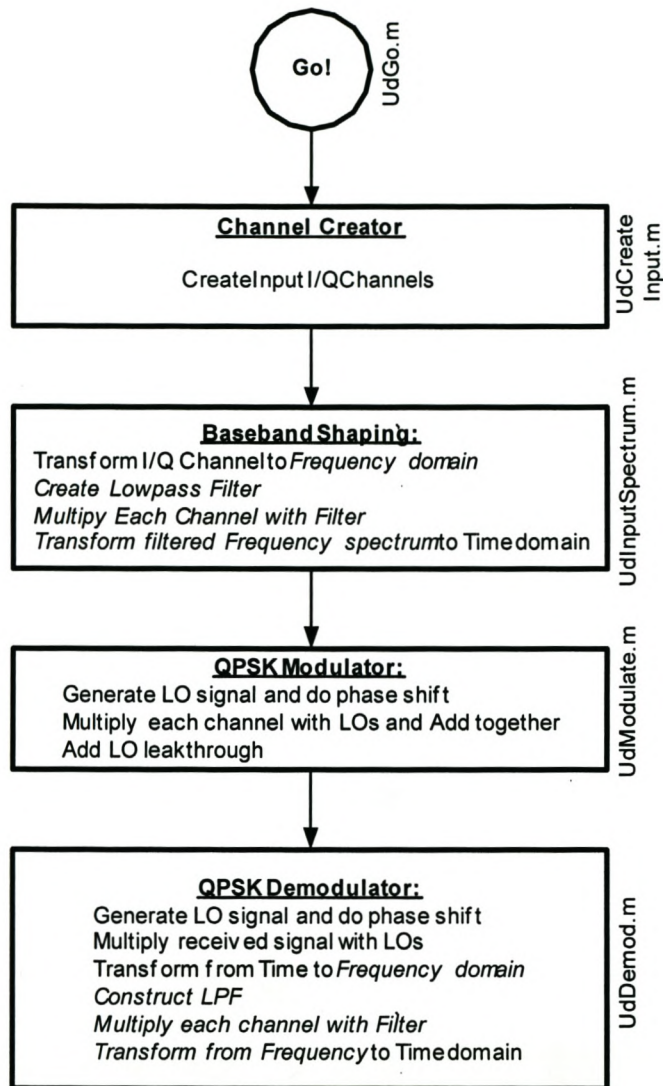 Go!
UdGo.m
Channel Creator
CreateInput I/QChannels
UdCreate
Input.m
Baseband Shaping:
Transform I/Q Channel to Frequency domain
Create Lowpass Filter
Multipy Each Channel with Filter
Transform filtered Frequency spectrum to Time domain
UdInputSpectrum.m
QPSK Modulator:
Generate LO signal and do phase shift
Multiply each channel with LOs and Add together
Add LO leakthrough
UdModulate.m
QPSK Demodulator:
Generate LO signal and do phase shift
Multiply received signal with LOs
Transform from Time to Frequency domain
Construct LPF
Multiply each channel with Filter
Transform from Frequency to Time domain
UdDemod.m